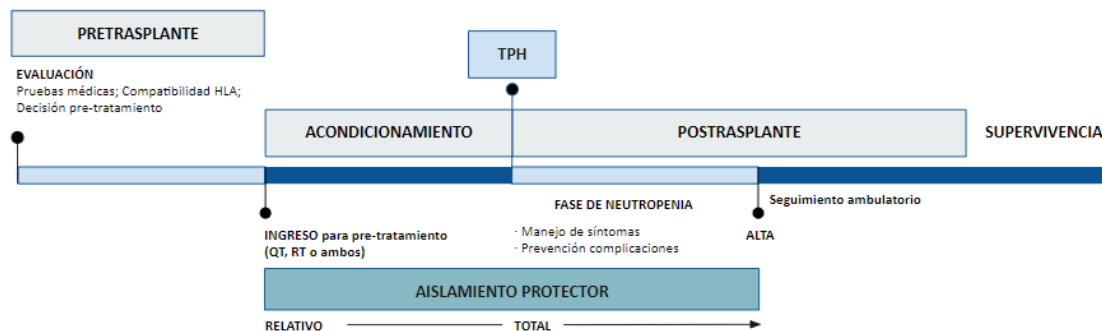 PRETRASPLANTE
TPH
EVALUACIÓN
Pruebas médicas; Compatibilidad HLA;
Decisión pre-tratamiento
ACONDICIONAMIENTO
POSTRASPLANTE
SUPERVIVENCIA
FASE DE NEUTROPENIA
· Manejo de síntomas
· Prevención complicaciones
Seguimiento ambulatorio
INGRESO para pre-tratamiento
(QT, RT o ambos)
ALTA
AISLAMIENTO PROTECTOR
RELATIVO
TOTAL